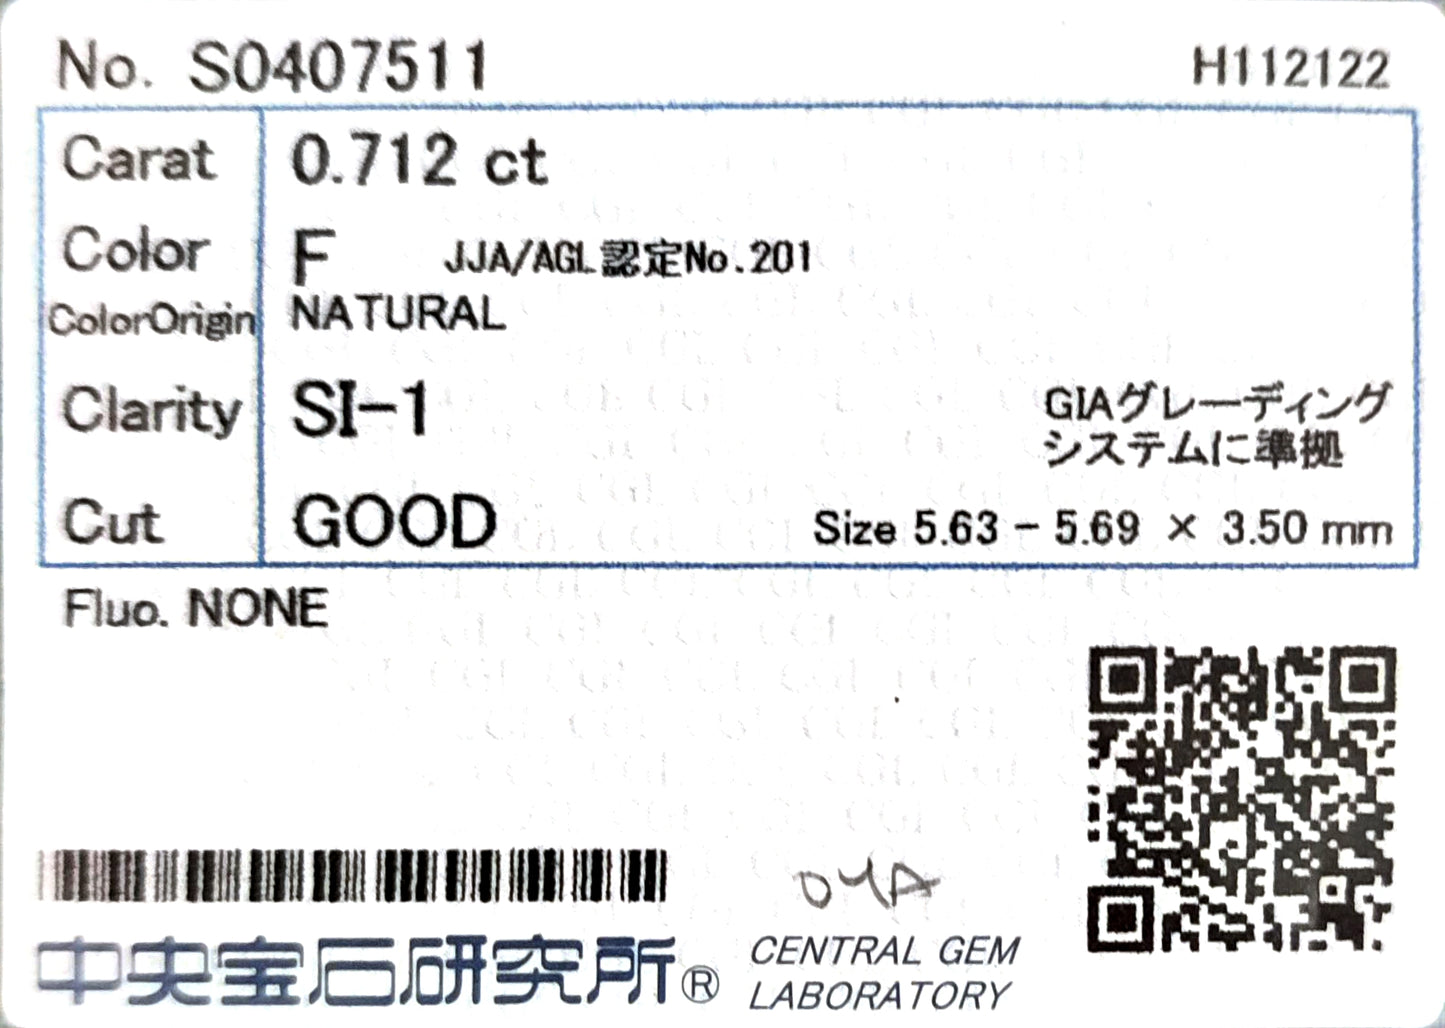 No. S0407511 H112122
Carat 0.712 ct
Color F JJA/AGL認定No.201
ColorOrigin NATURAL
Clarity SI-1 GIAグレーディング
システムに準拠
Cut GOOD Size 5.63 - 5.69 × 3.50 mm
Fluo. NONE
中央宝石研究所® CENTRAL GEM
LABORATORY